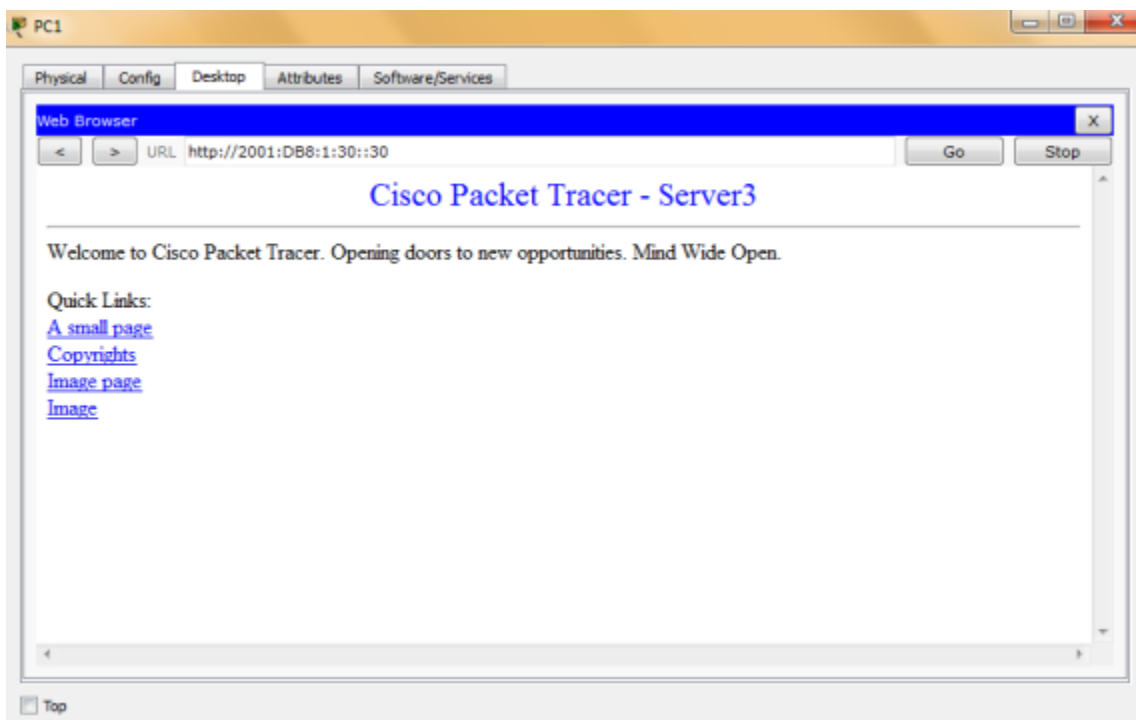 PC1
Physical Config Desktop Attributes Software/Services
Web Browser X
< > URL http://2001:DB8:1:30::30 Go Stop
Cisco Packet Tracer - Server3
Welcome to Cisco Packet Tracer. Opening doors to new opportunities. Mind Wide Open.
Quick Links:
A small page
Copyrights
Image page
Image
Top